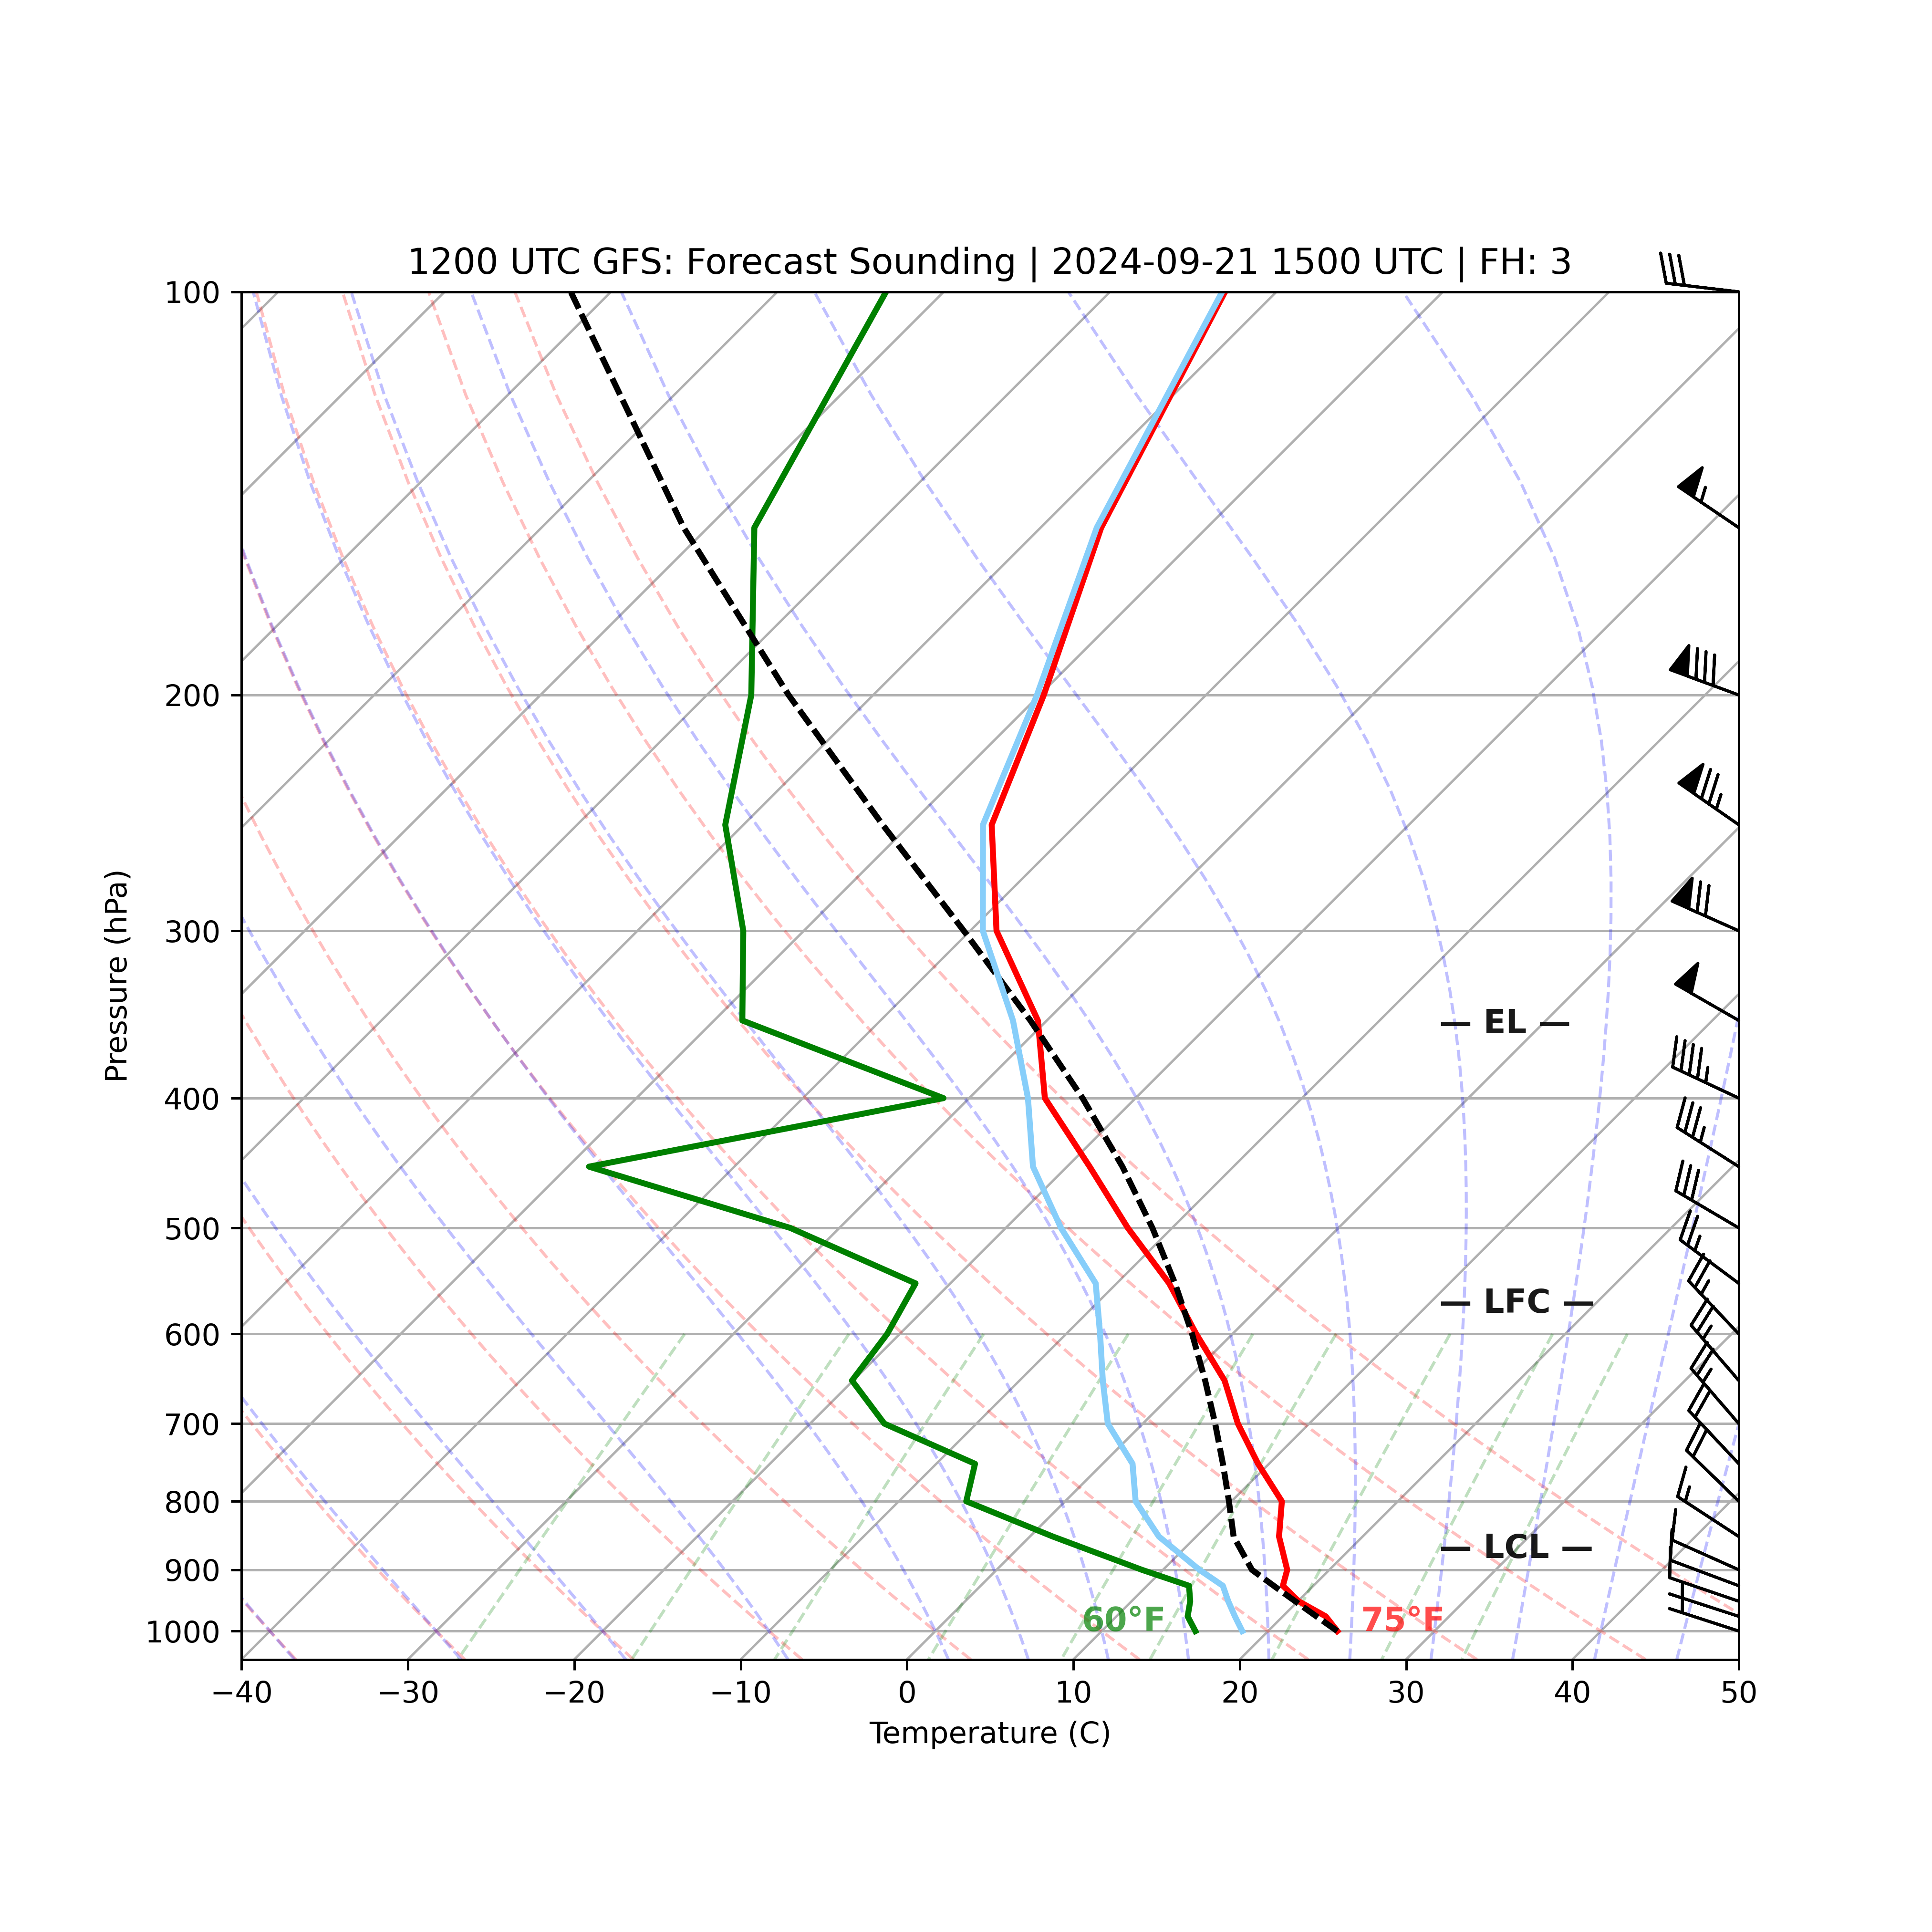 1200 UTC GFS: Forecast Sounding | 2024-09-21 1500 UTC | FH: 3
100
200
300
400
500
600
700
800
900
1000
Pressure (hPa)
— EL —
— LFC —
— LCL —
60°F
75°F
−40
−30
−20
−10
0
10
20
30
40
50
Temperature (C)